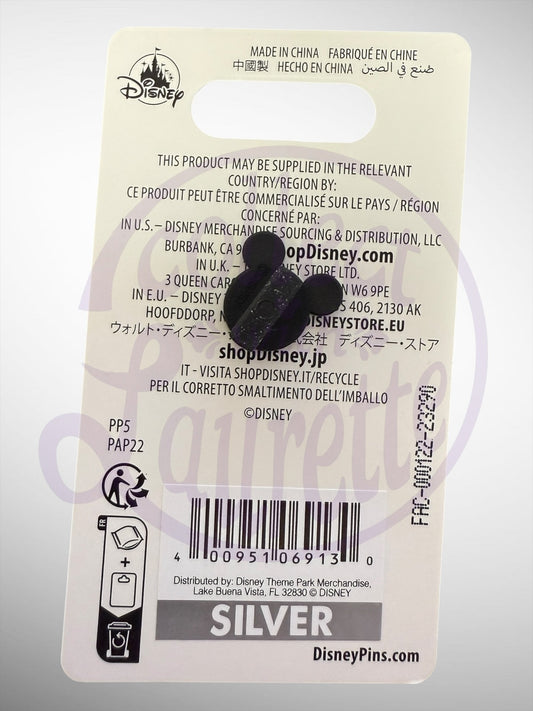 Disney
MADE IN CHINA FABRIQUÉ EN CHINE
中國製 HECHO EN CHINA صنع في الصين
THIS PRODUCT MAY BE SUPPLIED IN THE RELEVANT
COUNTRY/REGION BY:
CE PRODUIT PEUT ÊTRE COMMERCIALISÉ SUR LE PAYS / RÉGION
CONCERNÉ PAR:
IN U.S.– DISNEY MERCHANDISE SOURCING & DISTRIBUTION, LLC
BURBANK, CA shopDisney.com
IN U.K. - DISNEY STORE LTD.
3 QUEEN W6 9PE
IN E.U. – DISNEY 406, 2130 AK
HOOFDDORP, DISNEYSTORE.EU
ウォルト・ディズニー・ 株式会社 ディズニー・ストア
shopDisney.jp
IT - VISITA SHOPDISNEY.IT/RECYCLE
PER IL CORRETTO SMALTIMENTO DELL'IMBALLO
©DISNEY
PP5
PAP22
FAC-000122-23290
FR
4 00951 06913 0
Distributed by: Disney Theme Park Merchandise,
Lake Buena Vista, FL 32830 © DISNEY
SILVER
DisneyPins.com
Laurette